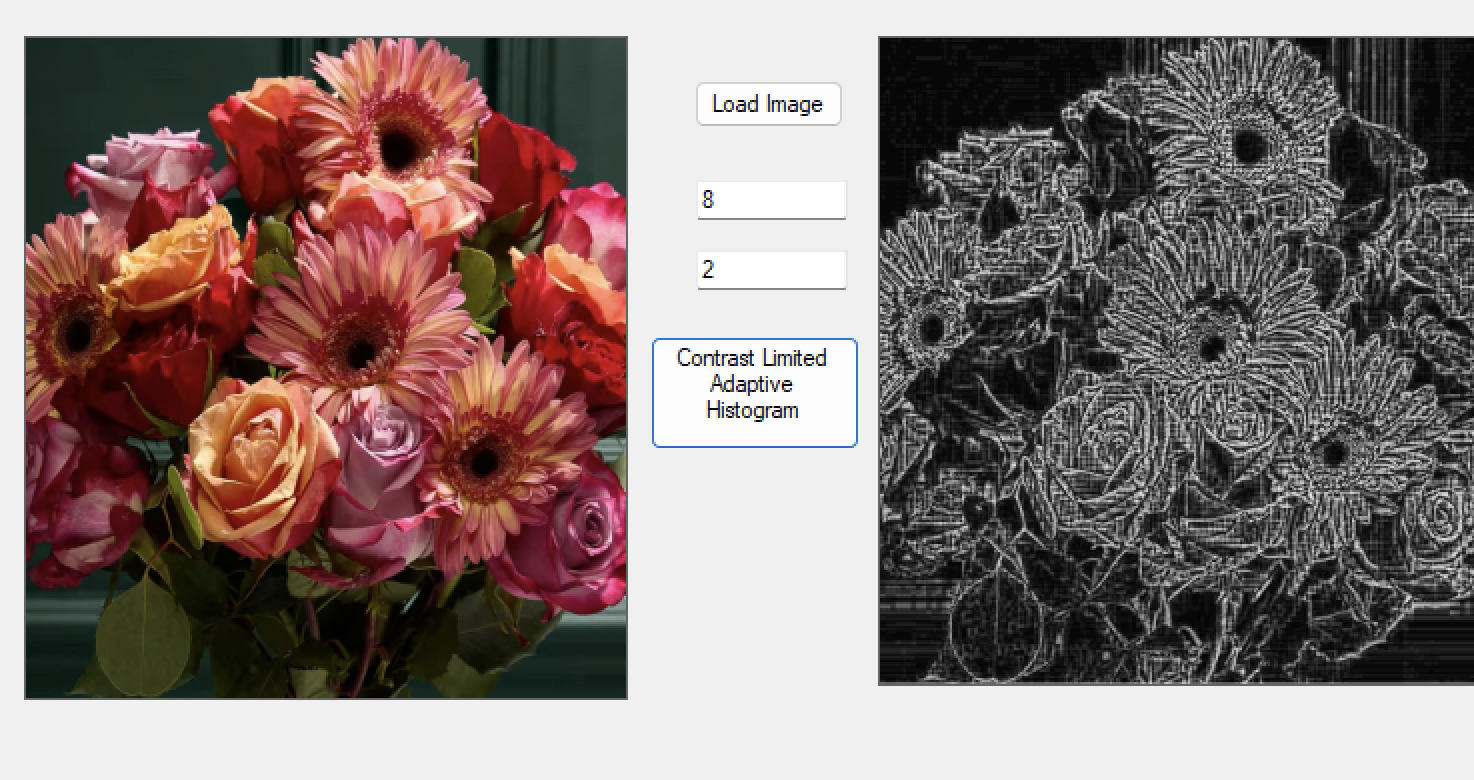 Load Image
8
2
Contrast Limited
Adaptive
Histogram